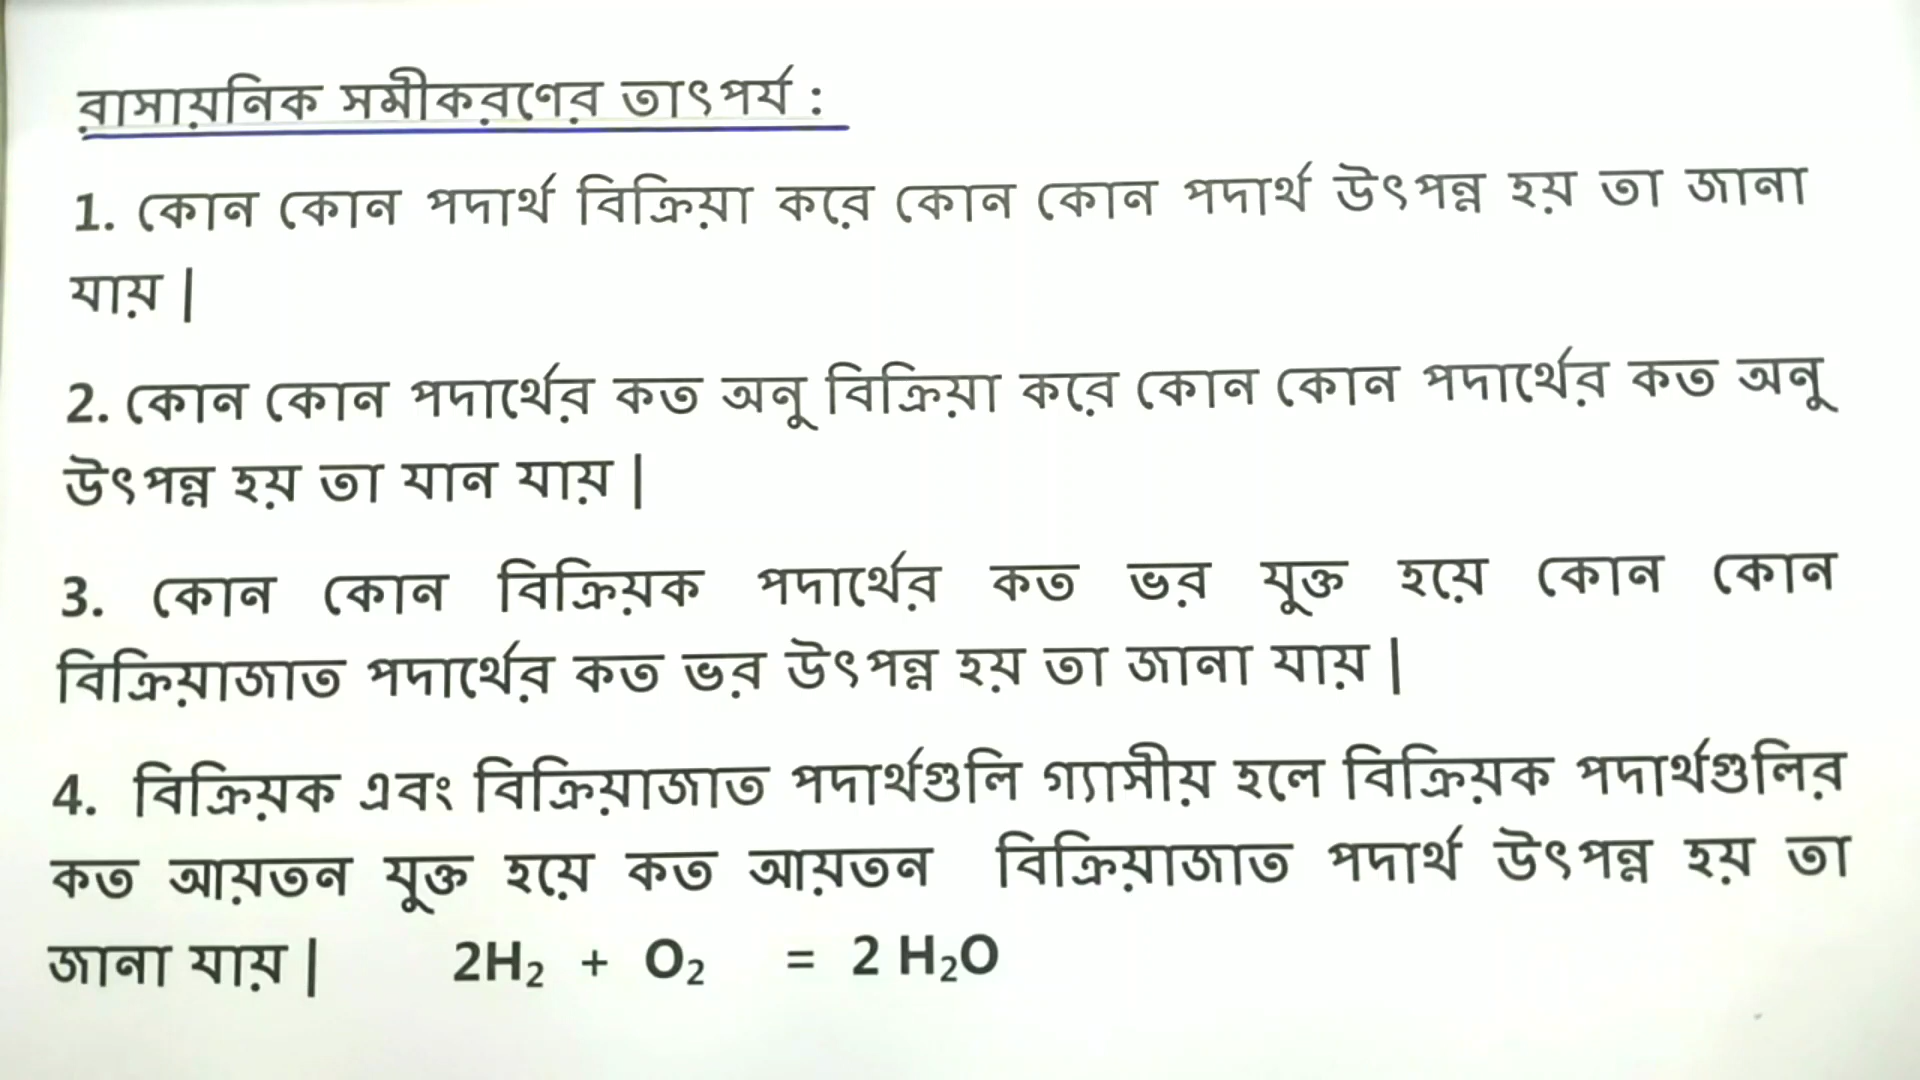 রাসায়নিক সমীকরণের তাৎপর্য :
1. কোন কোন পদার্থ বিক্রিয়া করে কোন কোন পদার্থ উৎপন্ন হয় তা জানা
যায় |
2. কোন কোন পদার্থের কত অনু বিক্রিয়া করে কোন কোন পদার্থের কত অনু
উৎপন্ন হয় তা যান যায় |
3. কোন কোন বিক্রিয়ক পদার্থের কত ভর যুক্ত হয়ে কোন কোন
বিক্রিয়াজাত পদার্থের কত ভর উৎপন্ন হয় তা জানা যায় |
4. বিক্রিয়ক এবং বিক্রিয়াজাত পদার্থগুলি গ্যাসীয় হলে বিক্রিয়ক পদার্থগুলির
কত আয়তন যুক্ত হয়ে কত আয়তন বিক্রিয়াজাত পদার্থ উৎপন্ন হয় তা
জানা যায় | 2H₂ + O₂ = 2 H₂O